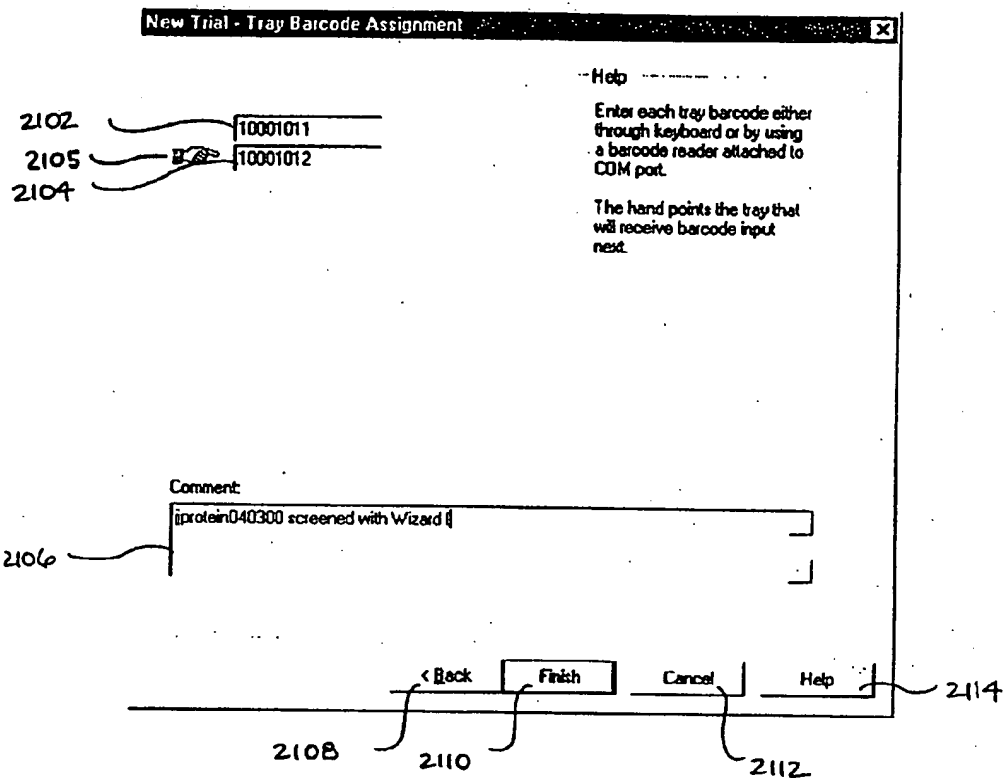 New Trial - Tray Barcode Assignment
Help
Enter each tray barcode either
through keyboard or by using
a barcode reader attached to
COM port.
The hand points the tray that
will receive barcode input
next.
2102
10001011
2105
10001012
2104
Comment:
jprotein040300 screened with Wizard
2106
< Back
Finish
Cancel
Help
2114
2108
2110
2112